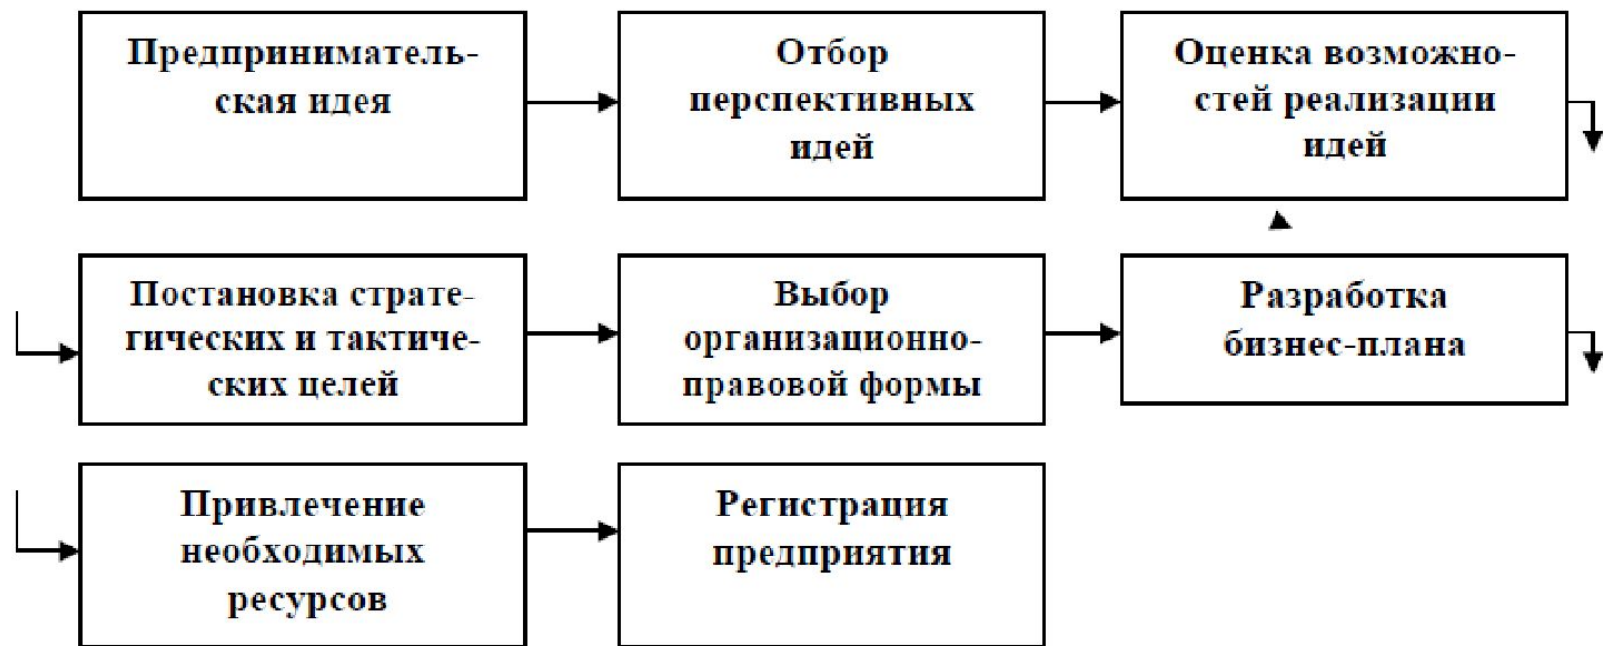 Предприниматель-
ская идея
Отбор
перспективных
идей
Оценка возможно-
стей реализации
идей
Постановка страте-
гических и тактиче-
ских целей
Выбор
организационно-
правовой формы
Разработка
бизнес-плана
Привлечение
необходимых
ресурсов
Регистрация
предприятия